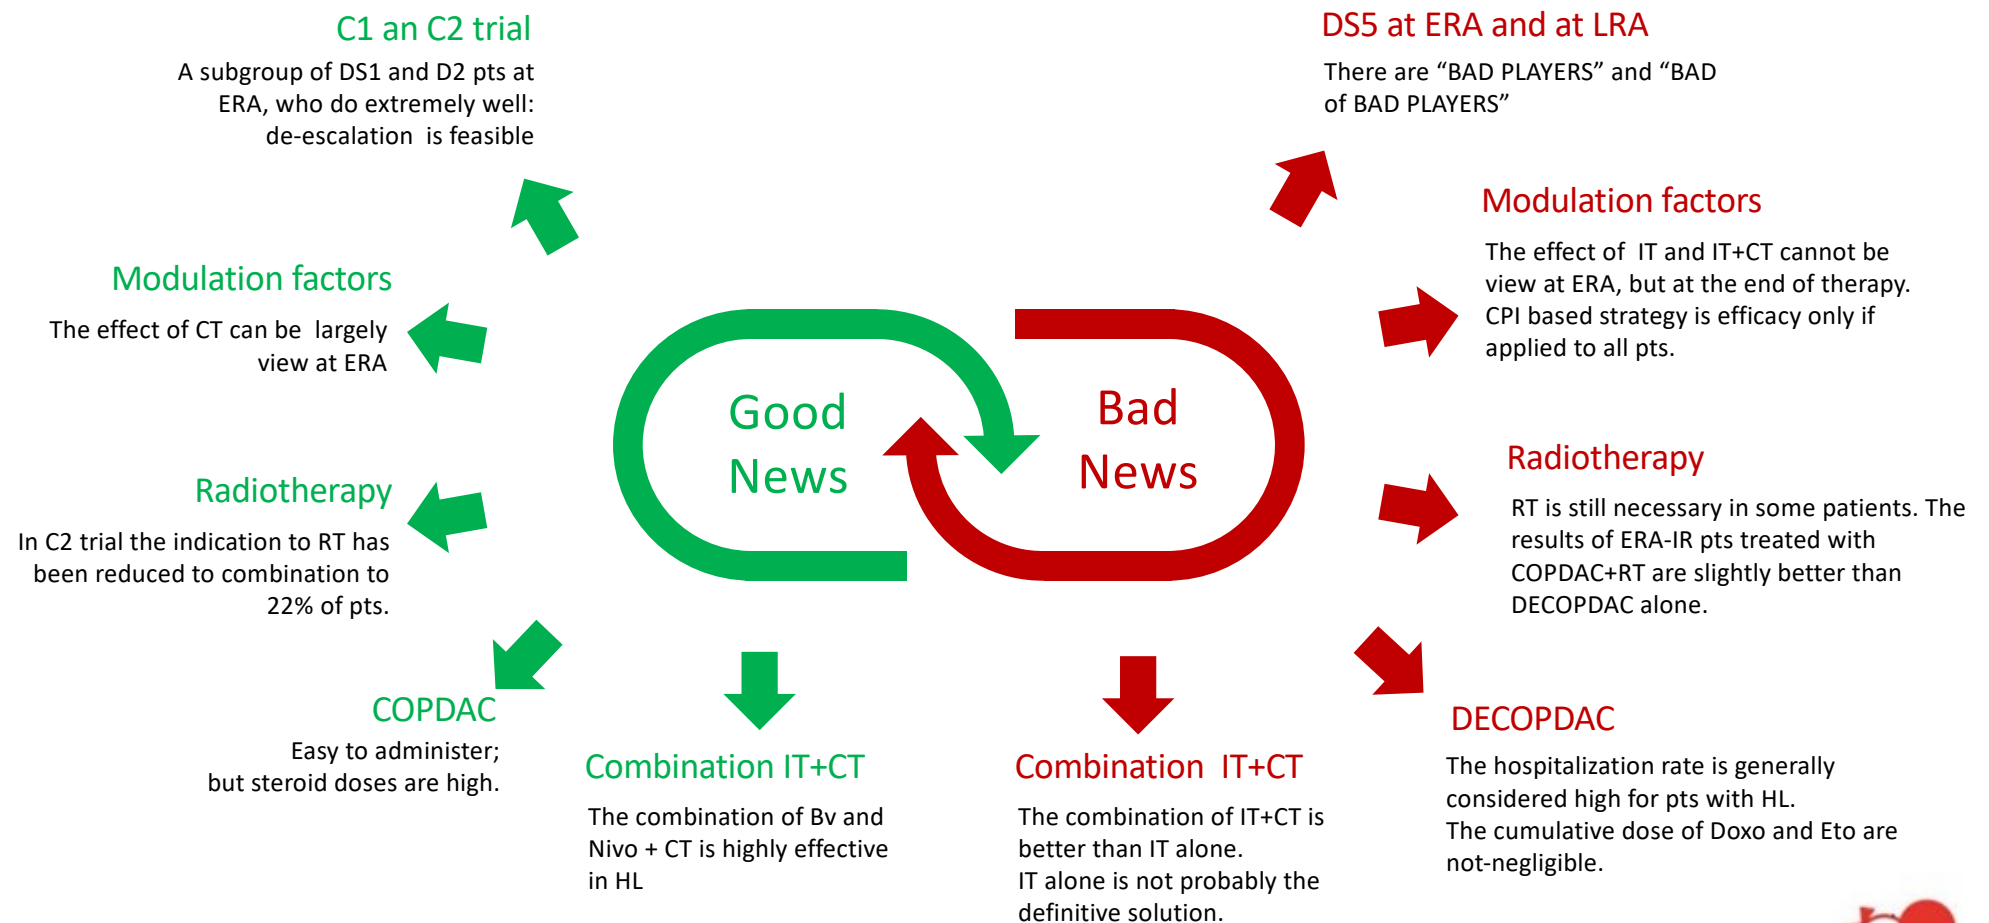 C1 an C2 trial
A subgroup of DS1 and D2 pts at
ERA, who do extremely well:
de-escalation is feasible
Modulation factors
The effect of CT can be largely
view at ERA
Radiotherapy
In C2 trial the indication to RT has
been reduced to combination to
22% of pts.
COPDAC
Easy to administer;
but steroid doses are high.
Combination IT+CT
The combination of Bv and
Nivo + CT is highly effective
in HL
Good
News
Bad
News
DS5 at ERA and at LRA
There are “BAD PLAYERS” and “BAD
of BAD PLAYERS”
Modulation factors
The effect of IT and IT+CT cannot be
view at ERA, but at the end of therapy.
CPI based strategy is efficacy only if
applied to all pts.
Radiotherapy
RT is still necessary in some patients. The
results of ERA-IR pts treated with
COPDAC+RT are slightly better than
DECOPDAC alone.
DECOPDAC
The hospitalization rate is generally
considered high for pts with HL.
The cumulative dose of Doxo and Eto are
not-negligible.
Combination IT+CT
The combination of IT+CT is
better than IT alone.
IT alone is not probably the
definitive solution.